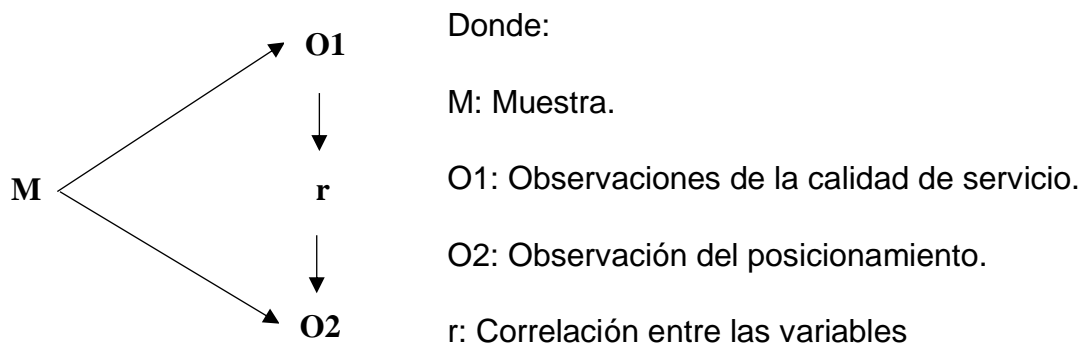 Donde:
O1
M: Muestra.
M
r
O1: Observaciones de la calidad de servicio.
O2: Observación del posicionamiento.
O2
r: Correlación entre las variables